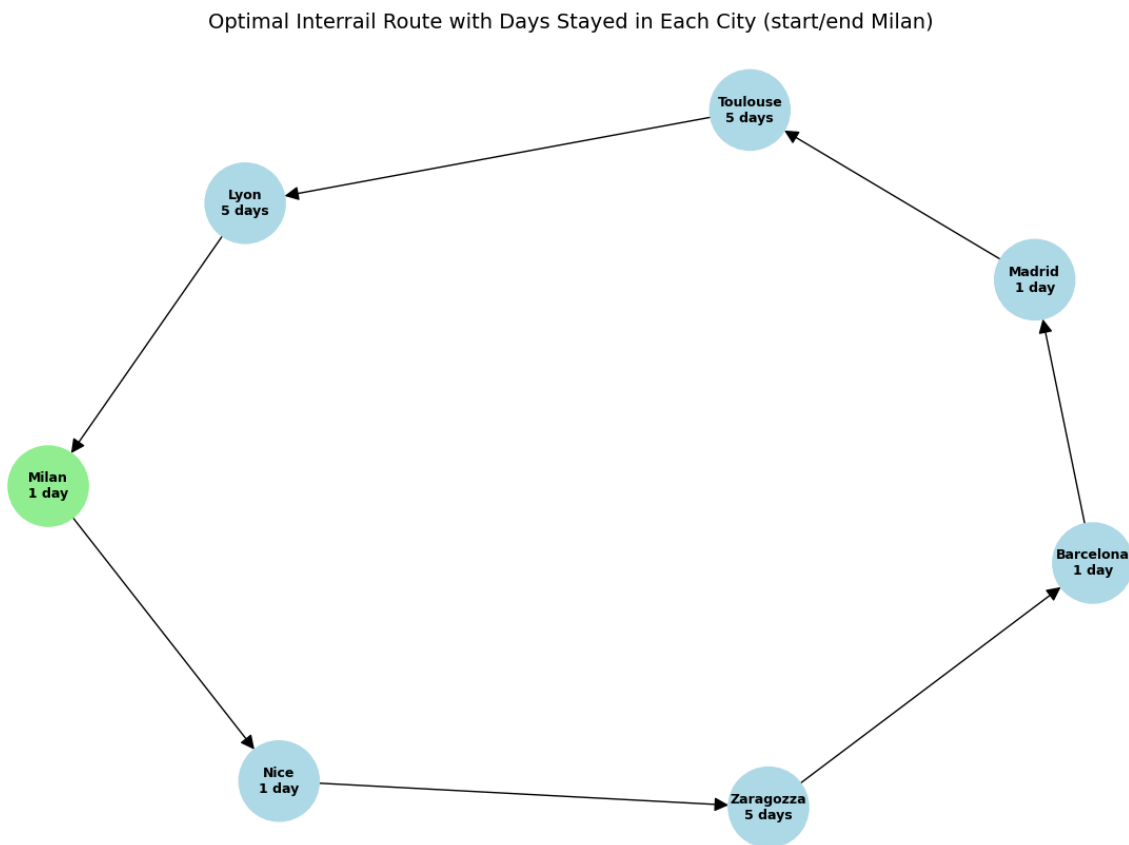 Optimal Interrail Route with Days Stayed in Each City (start/end Milan)
Toulouse
5 days
Lyon
5 days
Madrid
1 day
Milan
1 day
Barcelona
1 day
Nice
1 day
Zaragozza
5 days